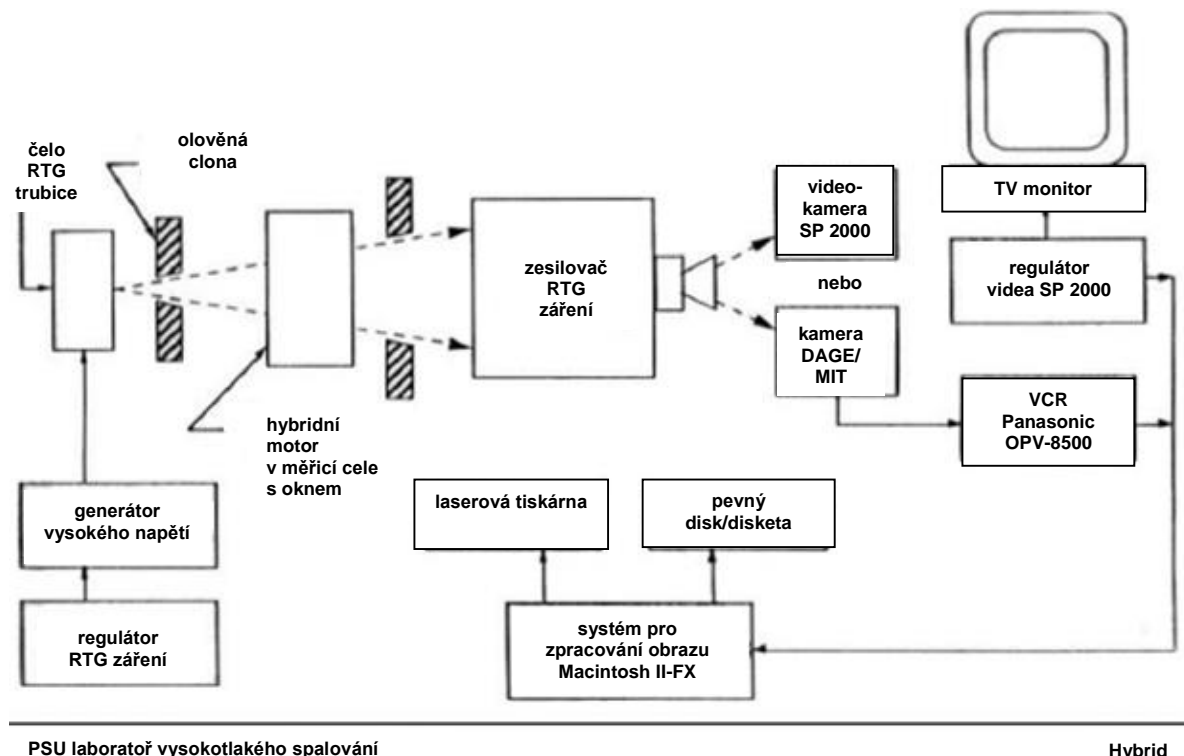 čelo
RTG
trubice
olověná
clona
video-
kamera
SP 2000
TV monitor
zesilovač
RTG
záření
nebo
regulátor
videa SP 2000
kamera
DAGE/
MIT
VCR
Panasonic
OPV-8500
hybridní
motor
v měřicí cele
s oknem
generátor
vysokého napětí
laserová tiskárna
pevný
disk/disketa
regulátor
RTG záření
systém pro
zpracování obrazu
Macintosh II-FX
PSU laboratoř vysokotlakého spalování
Hybrid